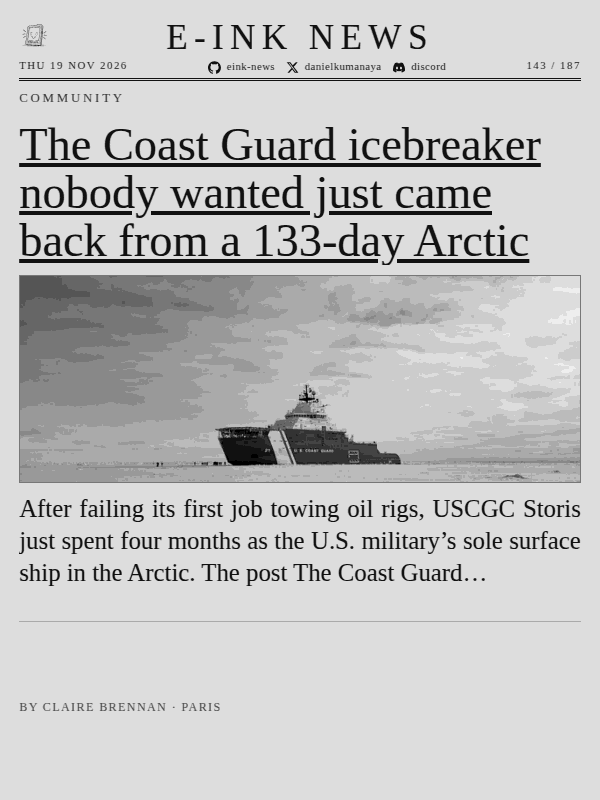 E-INK NEWS
THU 19 NOV 2026
eink-news danielkumanaya discord
143 / 187
COMMUNITY
The Coast Guard icebreaker
nobody wanted just came
back from a 133-day Arctic
U.S. COAST GUARD
After failing its first job towing oil rigs, USCGC Storis
just spent four months as the U.S. military’s sole surface
ship in the Arctic. The post The Coast Guard…
BY CLAIRE BRENNAN · PARIS